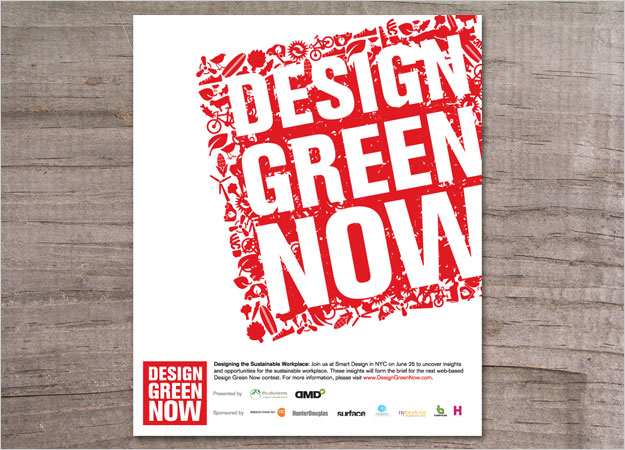 DESIGN
GREEN
NOW
DESIGN
GREEN
NOW
Designing the Sustainable Workplace: Join us at Smart Design in NYC on June 25 to uncover insights
and opportunities for the sustainable workplace. These insights will form the brief for the next web-based
Design Green Now contest. For more information, please visit www.DesignGreenNow.com.
Presented by
DMD
Sponsored by
HunterDouglas
surface
H